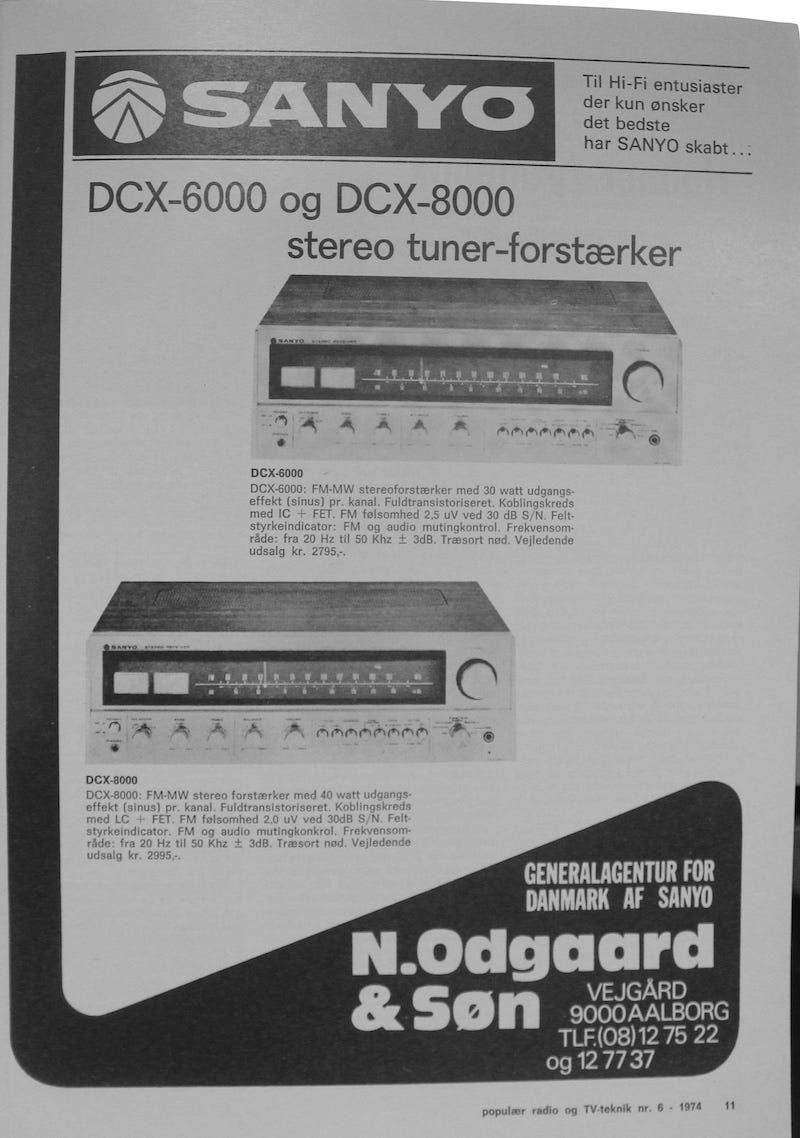 SANYO
Til Hi-Fi entusiaster
der kun ønsker
det bedste
har SANYO skabt...
DCX-6000 og DCX-8000
stereo tuner-forstærker
SANYO STEREO RECEIVER
DCX-6000
DCX-6000: FM-MW stereoforstærker med 30 watt udgangs-
effekt (sinus) pr. kanal. Fuldtransistoriseret. Koblingskreds
med IC + FET. FM følsomhed 2,5 uV ved 30 dB S/N. Felt-
styrkeindicator: FM og audio mutingkontrol. Frekvensom-
råde: fra 20 Hz til 50 Khz ± 3dB. Træsort nød. Vejledende
udsalg kr. 2795,-.
SANYO STEREO RECEIVER
DCX-8000
DCX-8000: FM-MW stereo forstærker med 40 watt udgangs-
effekt (sinus) pr. kanal. Fuldtransistoriseret. Koblingskreds
med LC + FET. FM følsomhed 2,0 uV ved 30dB S/N. Felt-
styrkeindicator. FM og audio mutingkonkrol. Frekvensom-
råde: fra 20 Hz til 50 Khz ± 3dB. Træsort nød. Vejledende
udsalg kr. 2995,-.
GENERALAGENTUR FOR
DANMARK AF SANYO
N.Odgaard
& Søn
VEJGÅRD
9000 AALBORG
TLF.(08) 12 75 22
og 12 77 37
populær radio og TV-teknik nr. 6 - 1974 11